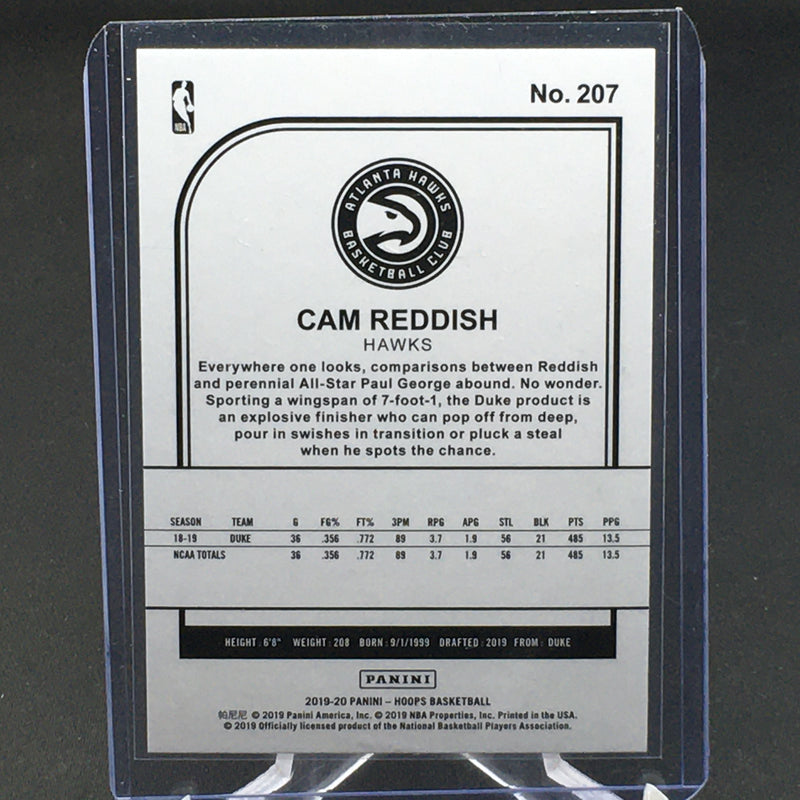 No. 207
NBA
ATLANTA HAWKS
BASKETBALL CLUB
CAM REDDISH
HAWKS
Everywhere one looks, comparisons between Reddish
and perennial All-Star Paul George abound. No wonder.
Sporting a wingspan of 7-foot-1, the Duke product is
an explosive finisher who can pop off from deep,
pour in swishes in transition or pluck a steal
when he spots the chance.
SEASON TEAM G FG% FT% 3PM RPG APG STL BLK PTS PPG
18-19 DUKE 36 .356 .772 89 3.7 1.9 56 21 485 13.5
NCAA TOTALS 36 .356 .772 89 3.7 1.9 56 21 485 13.5
HEIGHT: 6'8" WEIGHT: 208 BORN: 9/1/1999 DRAFTED: 2019 FROM: DUKE
PANINI
2019-20 PANINI – HOOPS BASKETBALL
帕尼尼 © 2019 Panini America, Inc. © 2019 NBA Properties, Inc. Printed in the USA.
© 2019 Officially licensed product of the National Basketball Players Association.